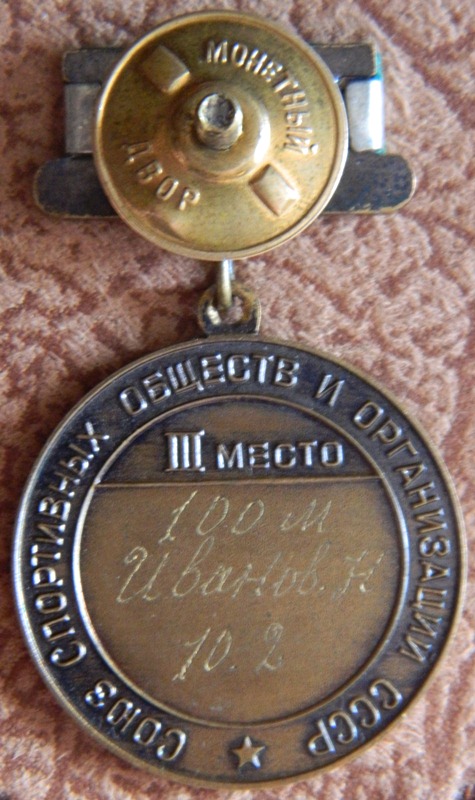 МОНЕТНЫЙ
ДВОР
СОЮЗ СПОРТИВНЫХ ОБЩЕСТВ И ОРГАНИЗАЦИЙ СССР
III МЕСТО
100 м
Иванов. Н
10.2